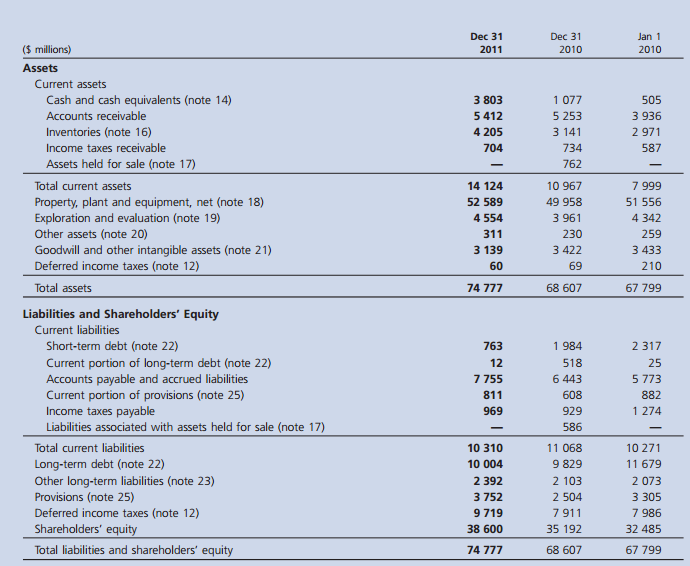 Dec 31 Dec 31 Jan 1
($ millions) 2011 2010 2010
Assets
Current assets
Cash and cash equivalents (note 14) 3 803 1 077 505
Accounts receivable 5 412 5 253 3 936
Inventories (note 16) 4 205 3 141 2 971
Income taxes receivable 704 734 587
Assets held for sale (note 17) — 762 —
Total current assets 14 124 10 967 7 999
Property, plant and equipment, net (note 18) 52 589 49 958 51 556
Exploration and evaluation (note 19) 4 554 3 961 4 342
Other assets (note 20) 311 230 259
Goodwill and other intangible assets (note 21) 3 139 3 422 3 433
Deferred income taxes (note 12) 60 69 210
Total assets 74 777 68 607 67 799
Liabilities and Shareholders' Equity
Current liabilities
Short-term debt (note 22) 763 1 984 2 317
Current portion of long-term debt (note 22) 12 518 25
Accounts payable and accrued liabilities 7 755 6 443 5 773
Current portion of provisions (note 25) 811 608 882
Income taxes payable 969 929 1 274
Liabilities associated with assets held for sale (note 17) — 586 —
Total current liabilities 10 310 11 068 10 271
Long-term debt (note 22) 10 004 9 829 11 679
Other long-term liabilities (note 23) 2 392 2 103 2 073
Provisions (note 25) 3 752 2 504 3 305
Deferred income taxes (note 12) 9 719 7 911 7 986
Shareholders' equity 38 600 35 192 32 485
Total liabilities and shareholders' equity 74 777 68 607 67 799